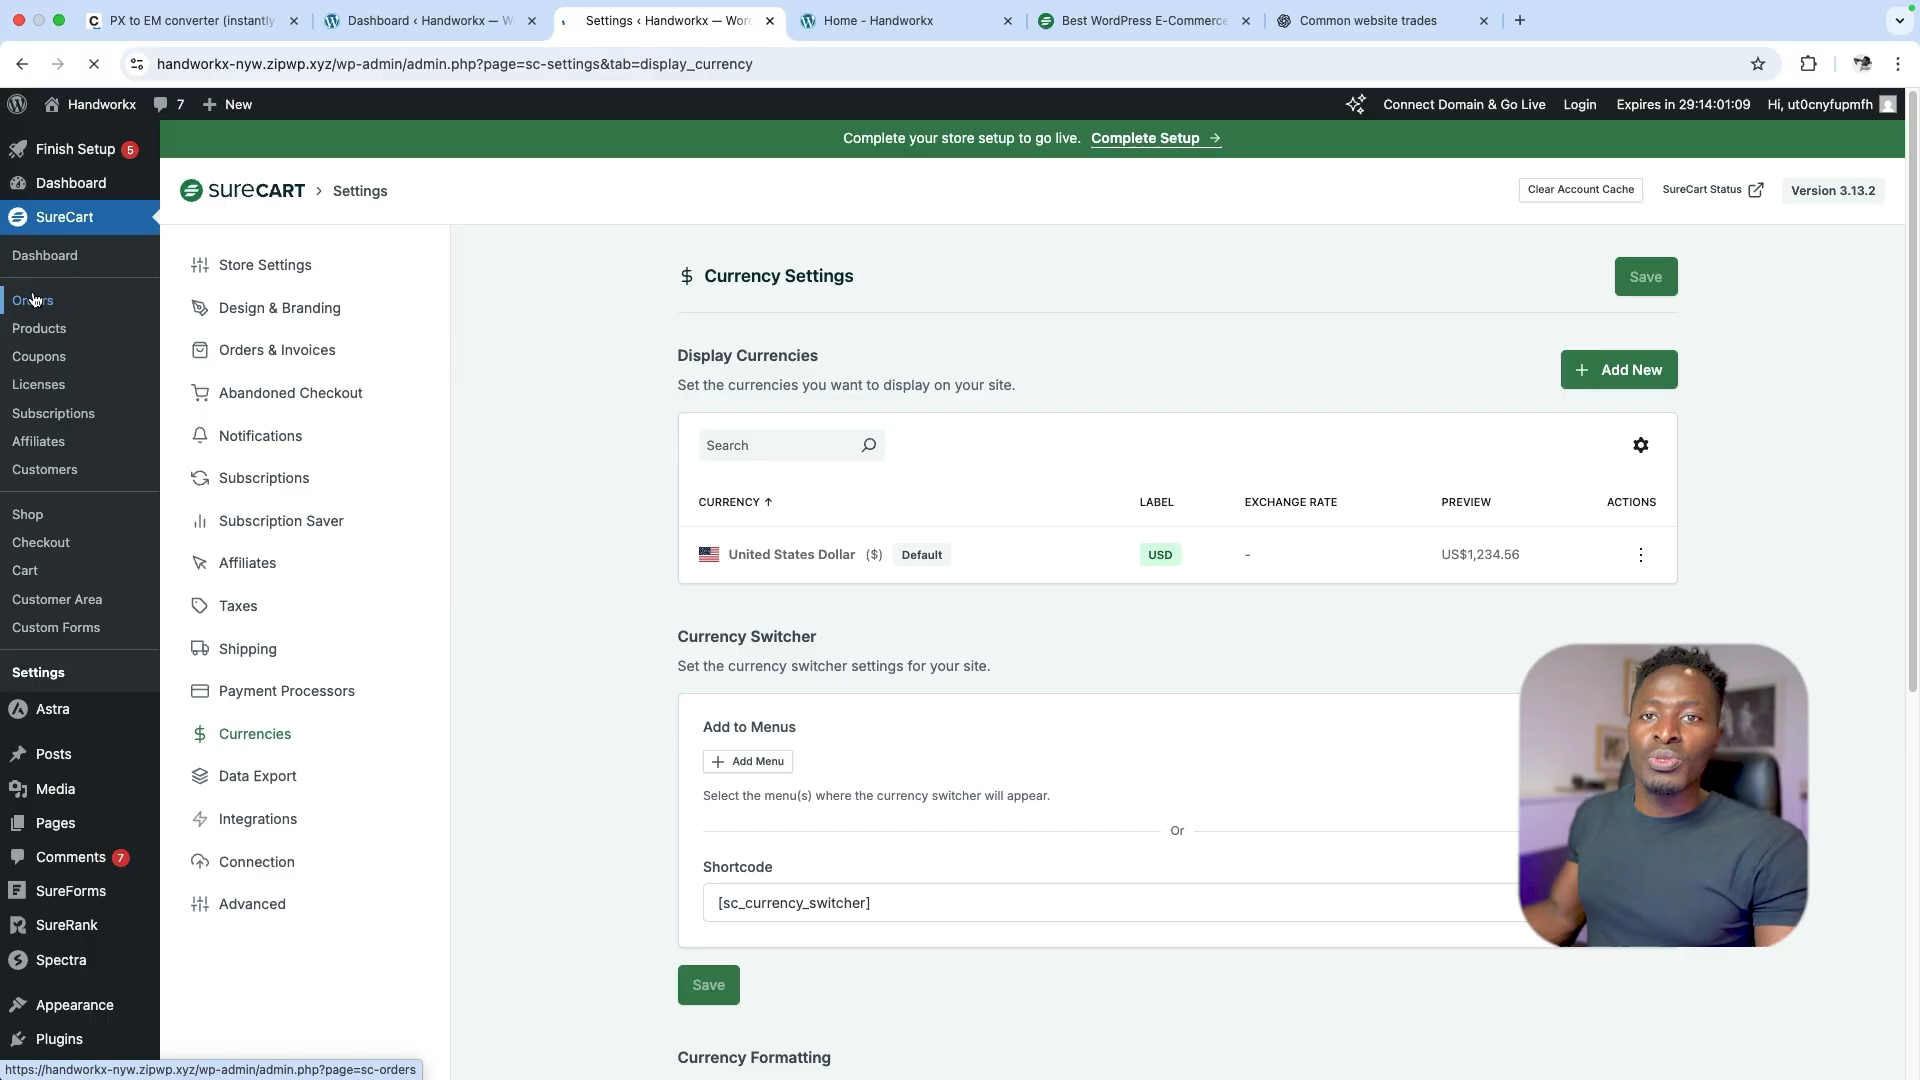 PX to EM converter (instantly
Dashboard ‹ Handworkx — W
Settings ‹ Handworkx — Wor
Home - Handworkx
Best WordPress E-Commerce
Common website trades
handworkx-nyw.zipwp.xyz/wp-admin/admin.php?page=sc-settings&tab=display_currency
Handworkx
7
New
Connect Domain & Go Live
Login
Expires in 29:14:01:09
Hi, ut0cnyfupmfh
Complete your store setup to go live. Complete Setup →
Finish Setup 5
Dashboard
SureCart
Dashboard
Orders
Products
Coupons
Licenses
Subscriptions
Affiliates
Customers
Shop
Checkout
Cart
Customer Area
Custom Forms
Settings
Astra
Posts
Media
Pages
Comments 7
SureForms
SureRank
Spectra
Appearance
Plugins
SURECART › Settings
Clear Account Cache
SureCart Status
Version 3.13.2
Store Settings
Design & Branding
Orders & Invoices
Abandoned Checkout
Notifications
Subscriptions
Subscription Saver
Affiliates
Taxes
Shipping
Payment Processors
Currencies
Data Export
Integrations
Connection
Advanced
$ Currency Settings
Save
Display Currencies
Set the currencies you want to display on your site.
+ Add New
Search
CURRENCY ↑ LABEL EXCHANGE RATE PREVIEW ACTIONS
United States Dollar ($) Default USD - US$1,234.56
Currency Switcher
Set the currency switcher settings for your site.
Add to Menus
+ Add Menu
Select the menu(s) where the currency switcher will appear.
Or
Shortcode
[sc_currency_switcher]
Save
Currency Formatting
https://handworkx-nyw.zipwp.xyz/wp-admin/admin.php?page=sc-orders